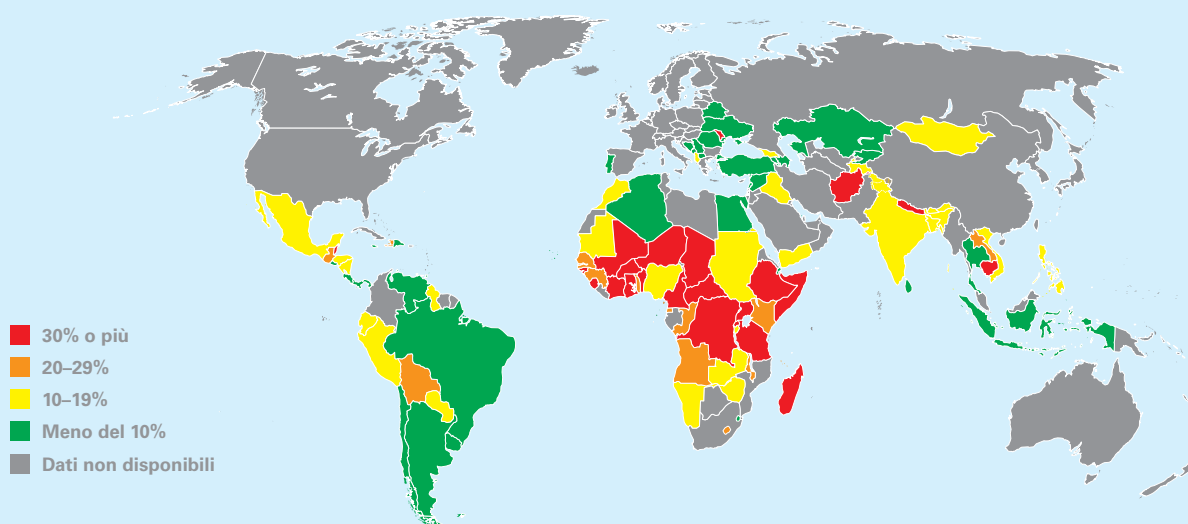 30% o più
20–29%
10–19%
Meno del 10%
Dati non disponibili